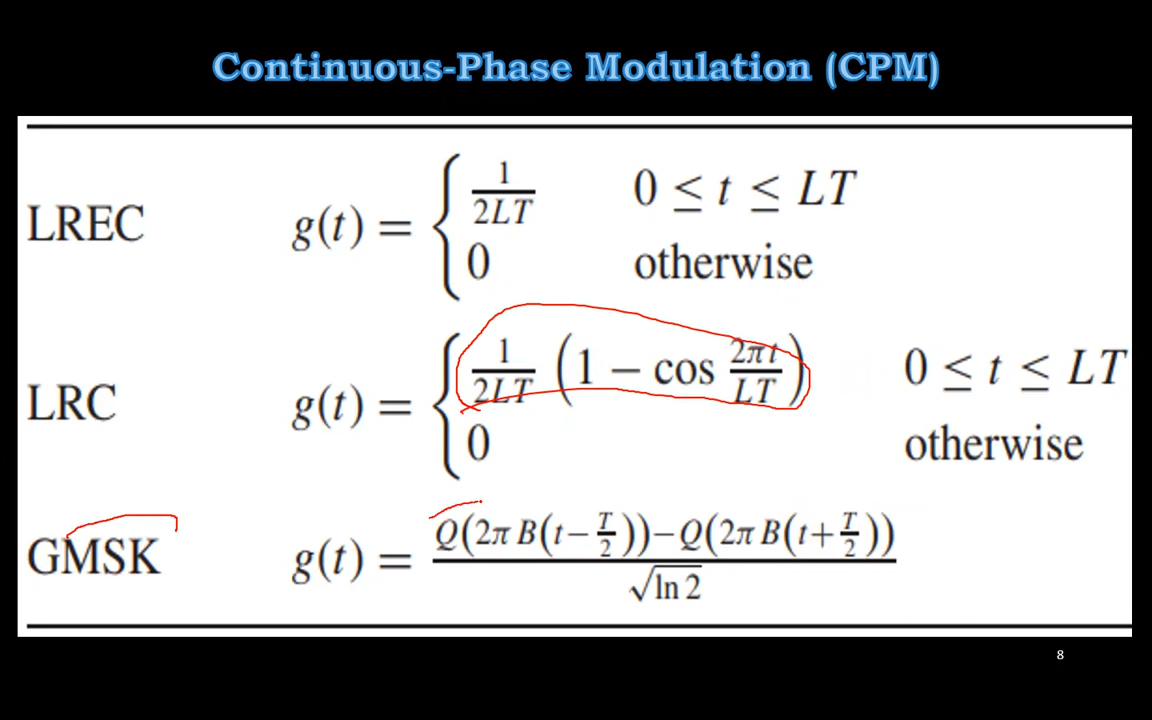 Continuous-Phase Modulation (CPM)
LREC g(t) = { 1/2LT 0 ≤ t ≤ LT
0 otherwise
LRC g(t) = { 1/2LT (1 − cos 2πt/LT) 0 ≤ t ≤ LT
0 otherwise
GMSK g(t) = Q(2πB(t−T/2))−Q(2πB(t+T/2)) / √ln 2
8